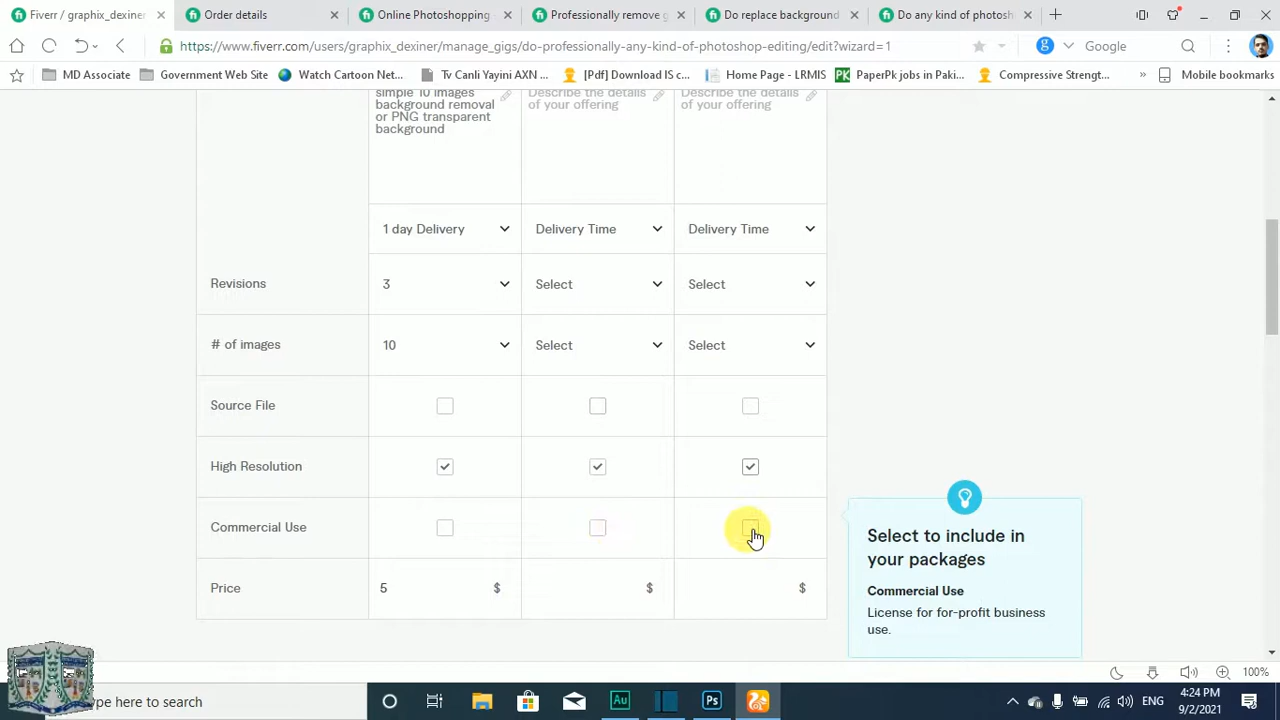 Fiverr / graphix_dexiner
Order details
Online Photoshopping
Professionally remove g
Do replace background
Do any kind of photosh
https://www.fiverr.com/users/graphix_dexiner/manage_gigs/do-professionally-any-kind-of-photoshop-editing/edit?wizard=1
Google
MD Associate
Government Web Site
Watch Cartoon Net...
Tv Canli Yayini AXN ...
[Pdf] Download IS c...
Home Page - LRMIS
PaperPk jobs in Paki...
Compressive Strengt...
Mobile bookmarks
simple 10 images
background removal
or PNG transparent
background
Describe the details
of your offering
Describe the details
of your offering
1 day Delivery
Delivery Time
Delivery Time
Revisions
3
Select
Select
# of images
10
Select
Select
Source File
High Resolution
Commercial Use
Price
5 $
$
$
Select to include in
your packages
Commercial Use
License for for-profit business
use.
100%
ype here to search
ENG
4:24 PM
9/2/2021